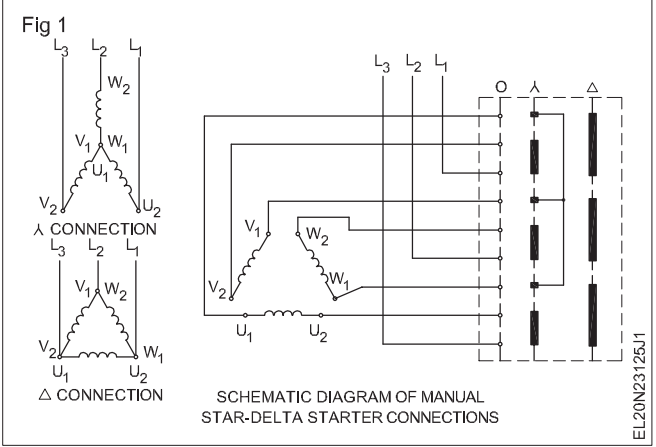 Fig 1
L3 L2 L1
W2
V1 W1
U1
V2 U2
⅄ CONNECTION
L3 L2 L1
V1 W2
V2 W1
U1 U2
△ CONNECTION
L3 L2 L1
O ⅄ △
V1 W2
V2 W1
U1 U2
SCHEMATIC DIAGRAM OF MANUAL
STAR-DELTA STARTER CONNECTIONS
EL20N23125J1